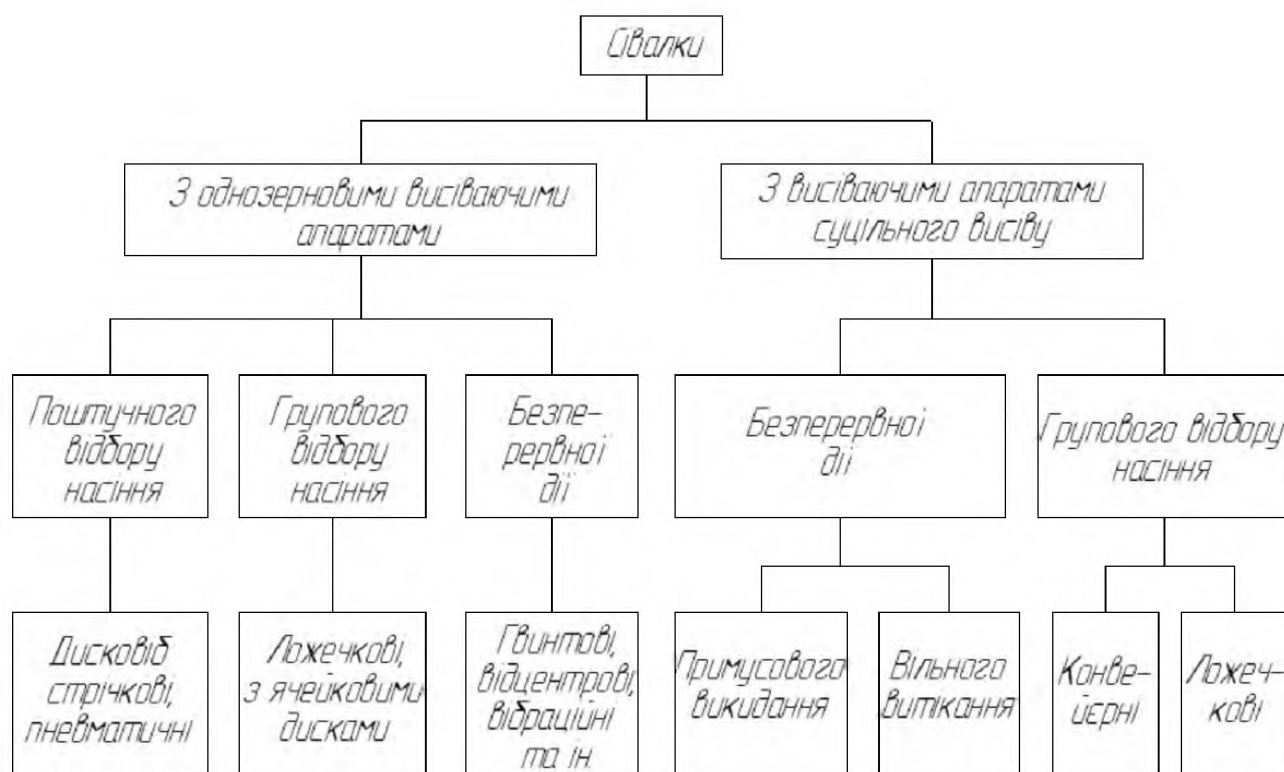 Сівалки
З однозерновими висіваючими
апаратами
З висіваючими апаратами
суцільного висіву
Поштучного
відбору
насіння
Групового
відбору
насіння
Безпе-
рервної
дії
Безперервної
дії
Групового відбору
насіння
Дисковіб
стрічкові,
пневматичні
Ложечкові,
з ячейковими
дисками
Гвинтові,
відцентрові,
вібраційні
та ін.
Примусового
викидання
Вільного
витікання
Конве-
йєрні
Ложеч-
кові